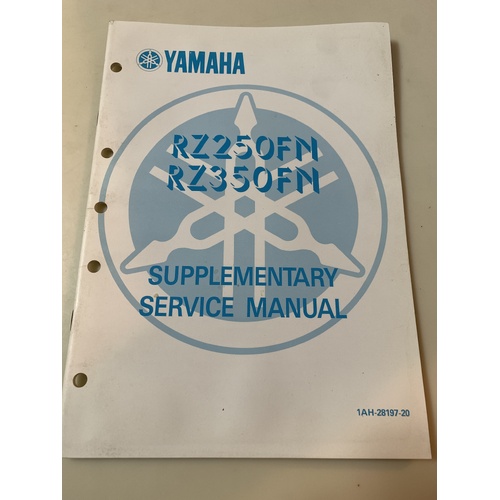 YAMAHA
RZ250FN
RZ350FN
SUPPLEMENTARY
SERVICE MANUAL
1AH-28197-20